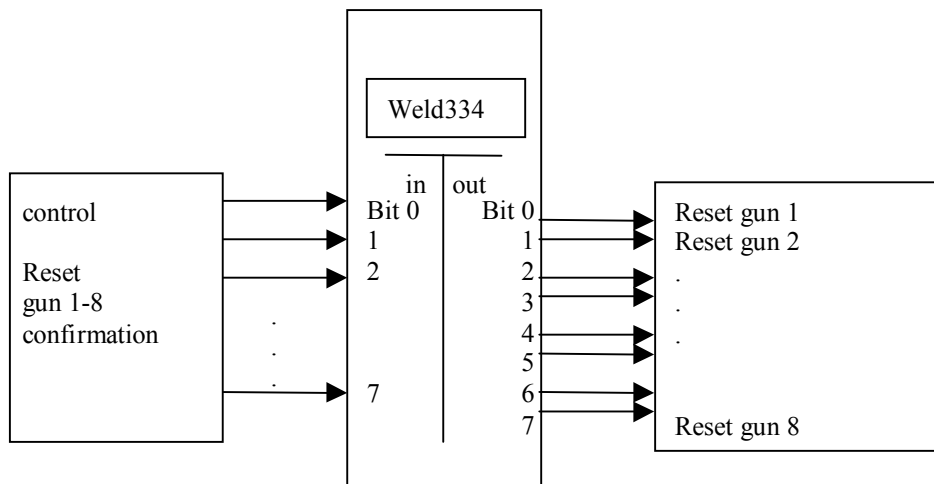 Weld334
in out
control
Reset
gun 1-8
confirmation
.
.
.
Bit 0
1
2
7
Bit 0
1
2
3
4
5
6
7
Reset gun 1
Reset gun 2
.
.
.
Reset gun 8